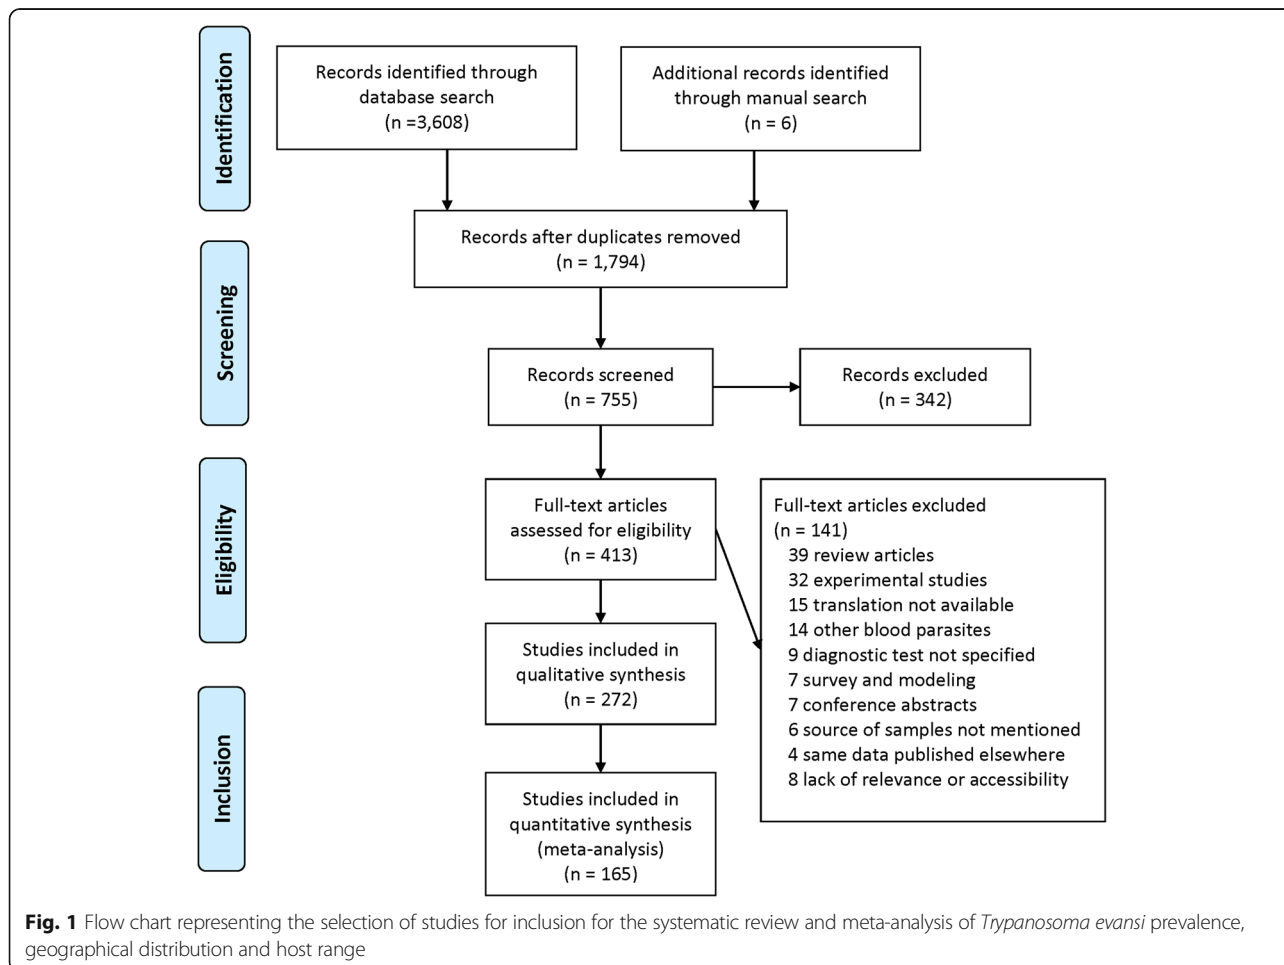 Identification
Records identified through
database search
(n =3,608)
Additional records identified
through manual search
(n = 6)
Records after duplicates removed
(n = 1,794)
Screening
Records screened
(n = 755)
Records excluded
(n = 342)
Eligibility
Full-text articles
assessed for eligibility
(n = 413)
Full-text articles excluded
(n = 141)
39 review articles
32 experimental studies
15 translation not available
14 other blood parasites
9 diagnostic test not specified
7 survey and modeling
7 conference abstracts
6 source of samples not mentioned
4 same data published elsewhere
8 lack of relevance or accessibility
Studies included in
qualitative synthesis
(n = 272)
Inclusion
Studies included in
quantitative synthesis
(meta-analysis)
(n = 165)
Fig. 1 Flow chart representing the selection of studies for inclusion for the systematic review and meta-analysis of Trypanosoma evansi prevalence,
geographical distribution and host range